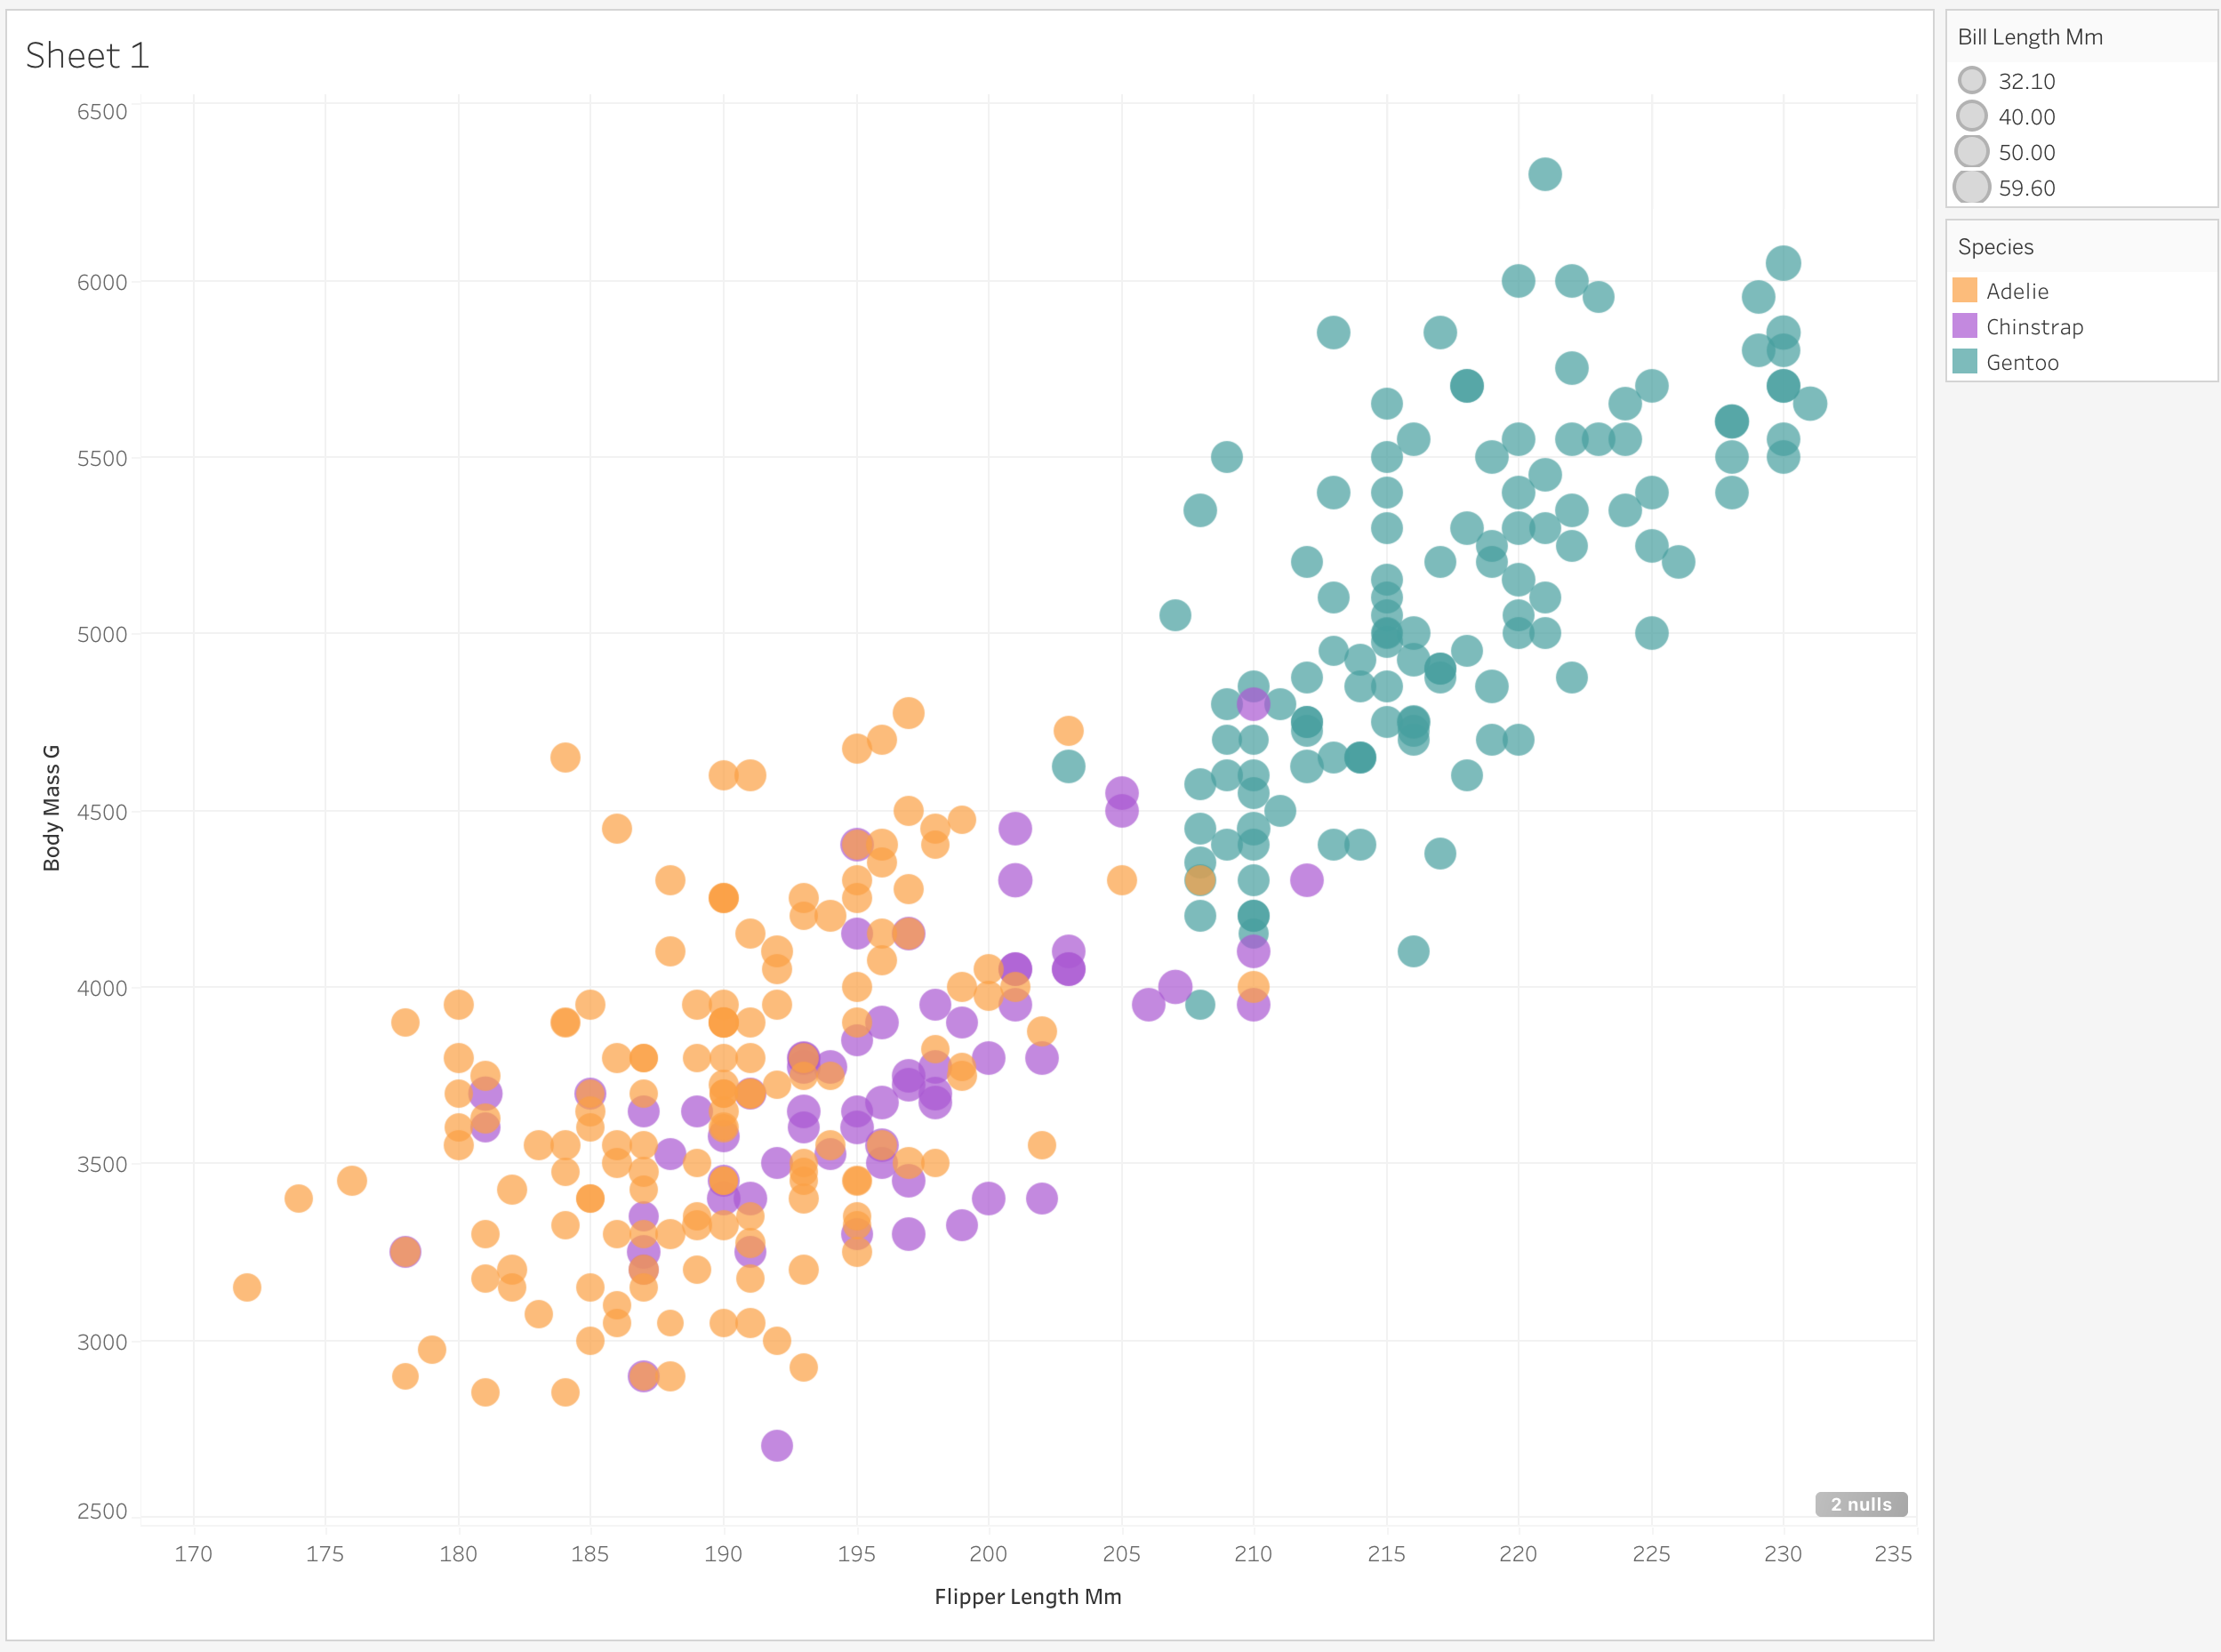 Sheet 1
6500
6000
5500
5000
4500
4000
3500
3000
2500
Body Mass G
170 175 180 185 190 195 200 205 210 215 220 225 230 235
Flipper Length Mm
2 nulls
Bill Length Mm
32.10
40.00
50.00
59.60
Species
Adelie
Chinstrap
Gentoo